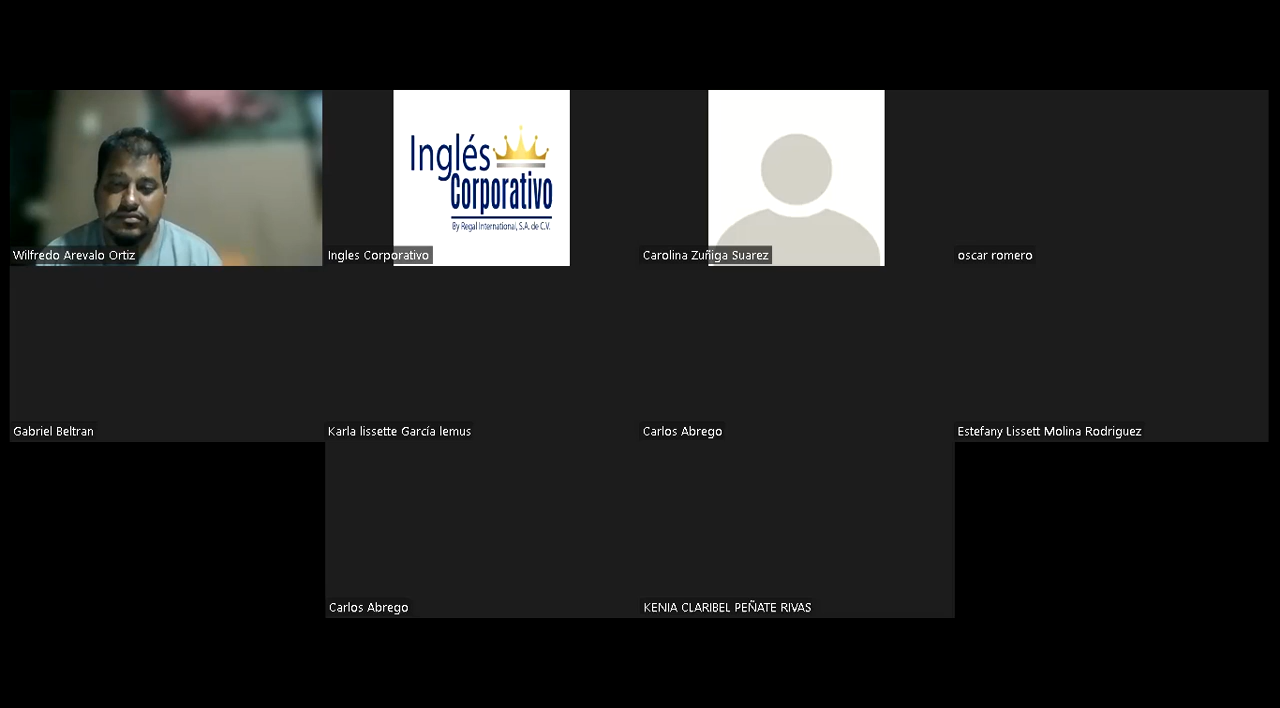 Inglés
Corporativo
By Regal International, S.A. de C.V.
Wilfredo Arevalo Ortiz
Ingles Corporativo
Carolina Zuñiga Suarez
oscar romero
Gabriel Beltran
Karla lissette García lemus
Carlos Abrego
Estefany Lissett Molina Rodriguez
Carlos Abrego
KENIA CLARIBEL PEÑATE RIVAS